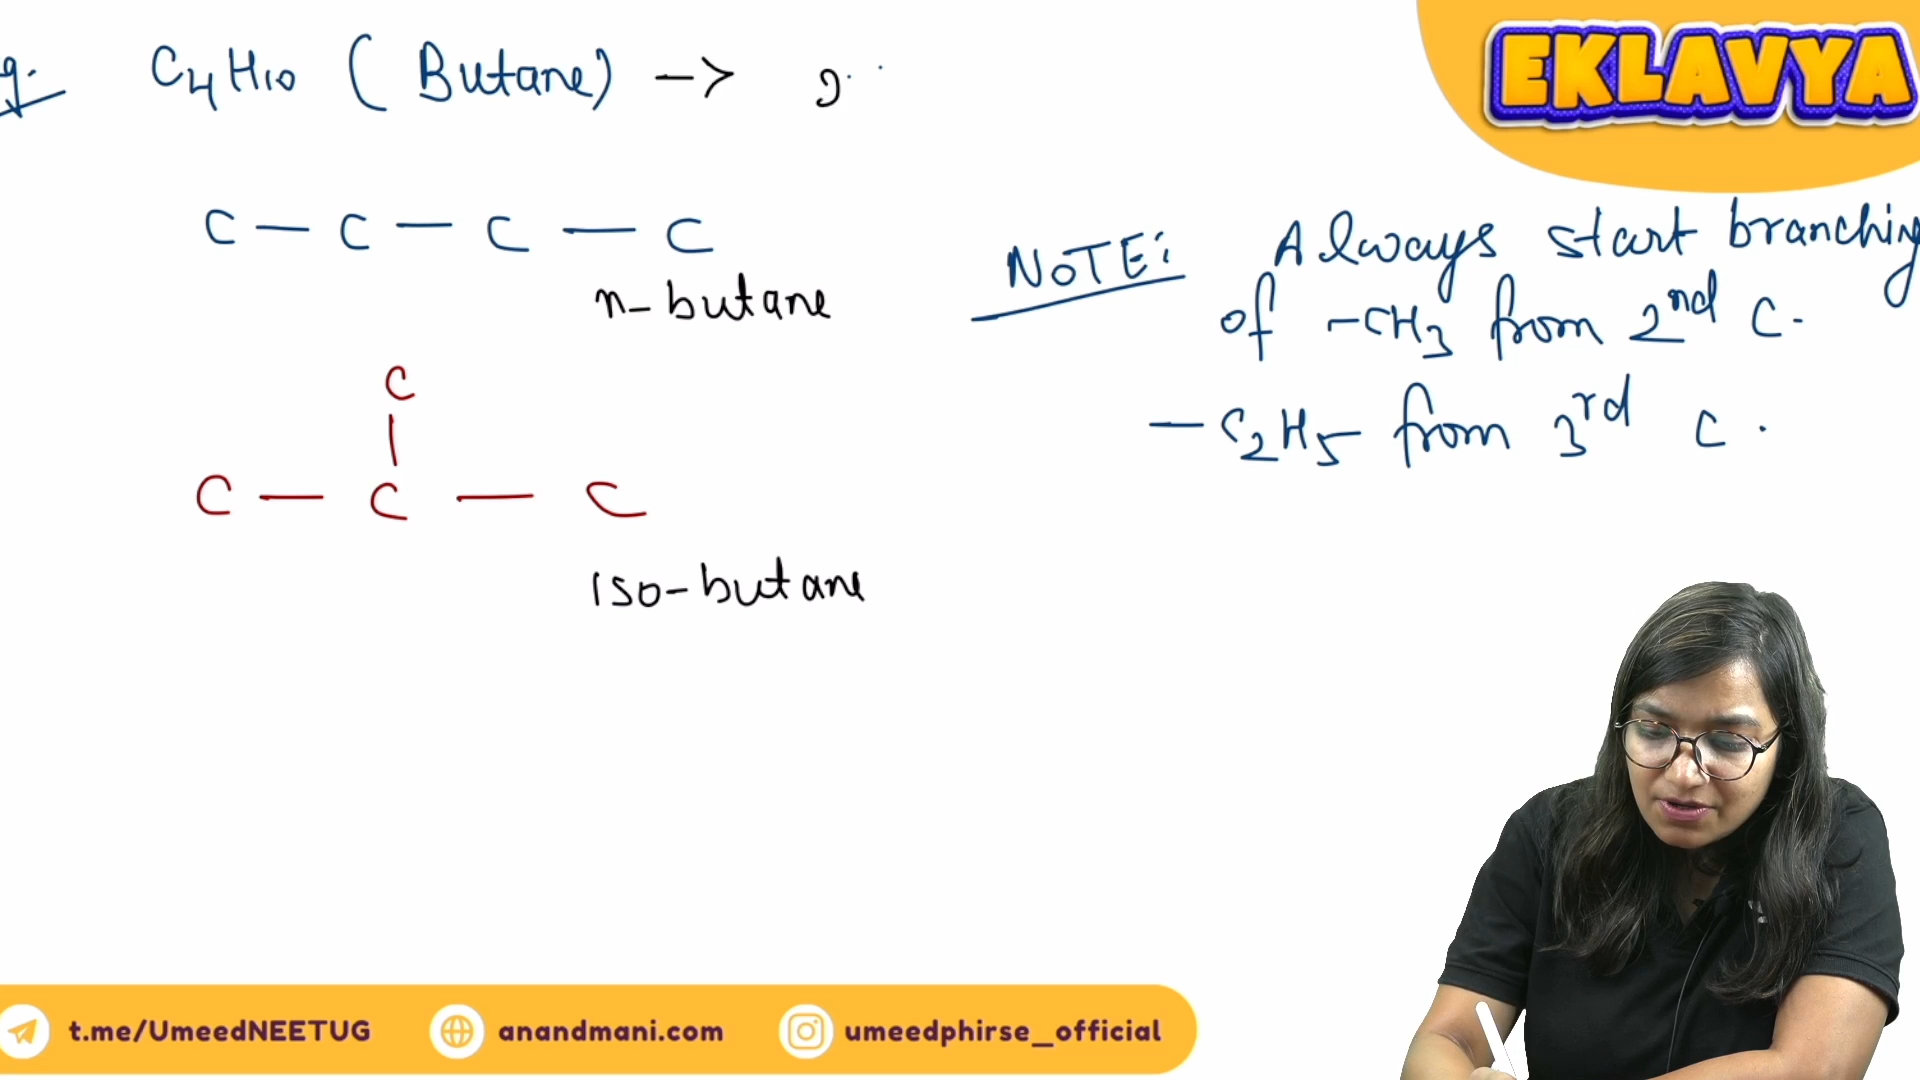 g. C4H10 (Butane) ->
EKLAVYA
C — C — C — C
n-butane
NOTE: Always start branching
of -CH3 from 2nd C.
— C2H5 from 3rd C.
C
|
C — C — C
iso-butane
t.me/UmeedNEETUG
anandmani.com
umeedphirse_official